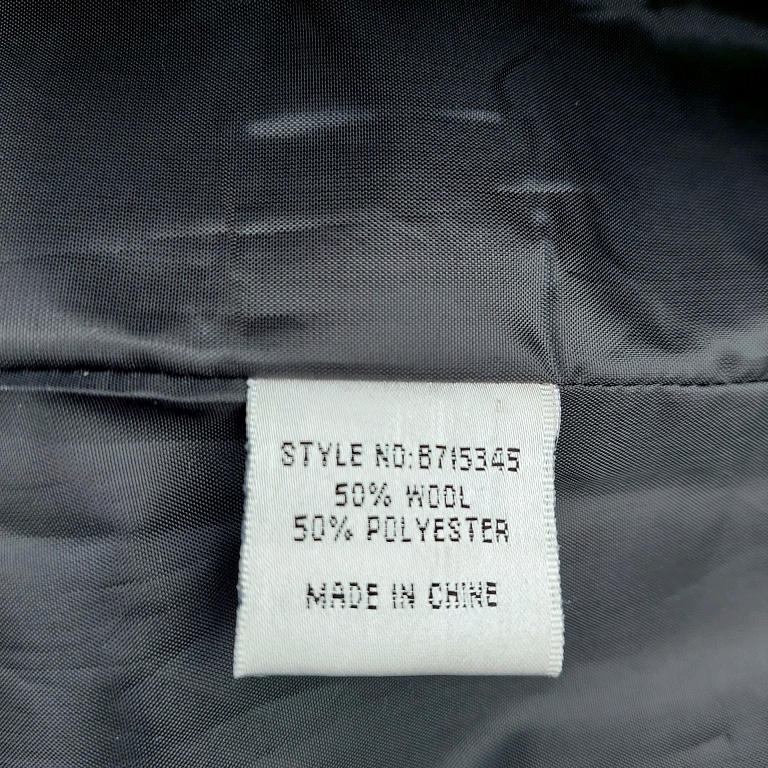 STYLE NO:B715345
50% WOOL
50% POLYESTER
MADE IN CHINE